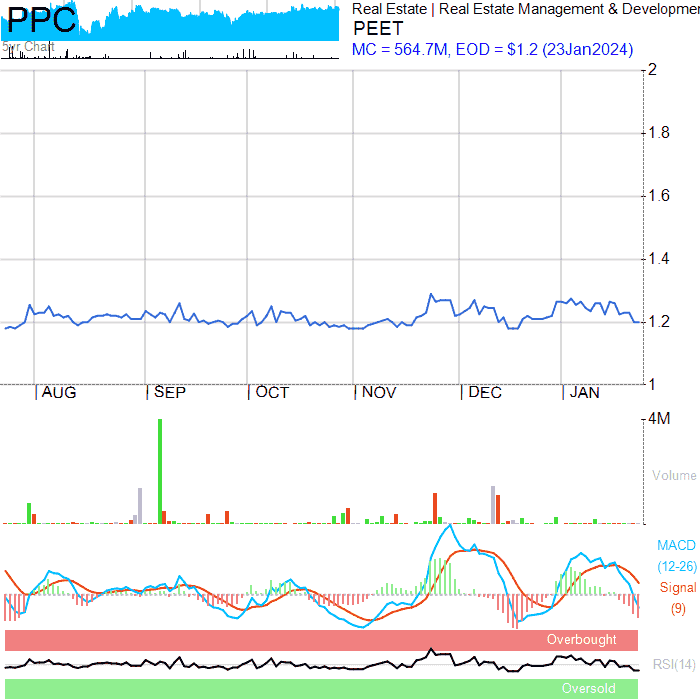 PPC
5yr Chart
Real Estate | Real Estate Management & Developmen
PEET
MC = 564.7M, EOD = $1.2 (23Jan2024)
2
1.8
1.6
1.4
1.2
1
AUG SEP OCT NOV DEC JAN
4M
Volume
MACD
(12-26)
Signal
(9)
Overbought
RSI(14)
Oversold